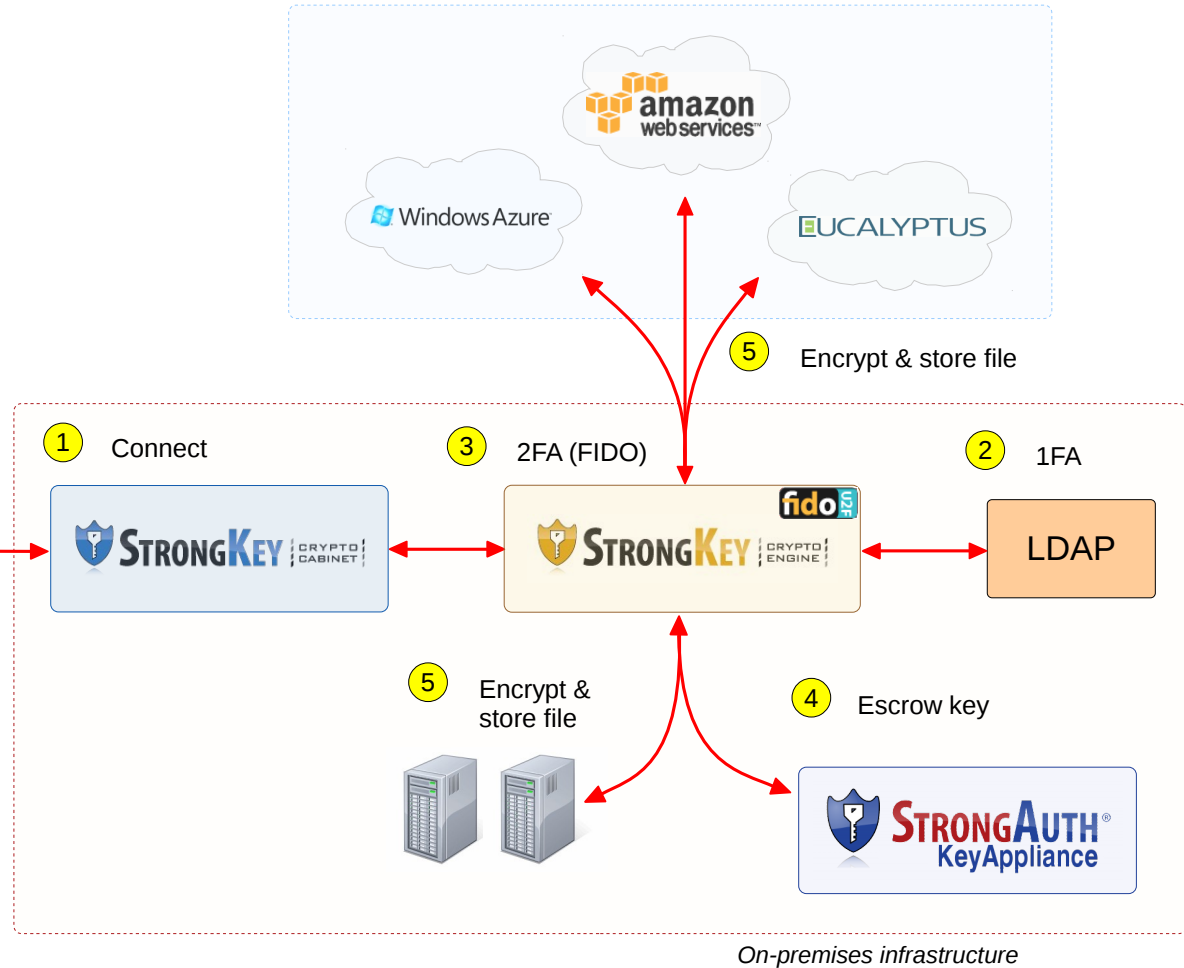 amazon
webservices™
Windows Azure
EUCALYPTUS
5
Encrypt & store file
1
Connect
3
2FA (FIDO)
2
1FA
fido U2F
STRONGKEY CRYPTO CABINET
STRONGKEY CRYPTO ENGINE
LDAP
5
Encrypt &
store file
4
Escrow key
STRONGAUTH®
KeyAppliance
On-premises infrastructure